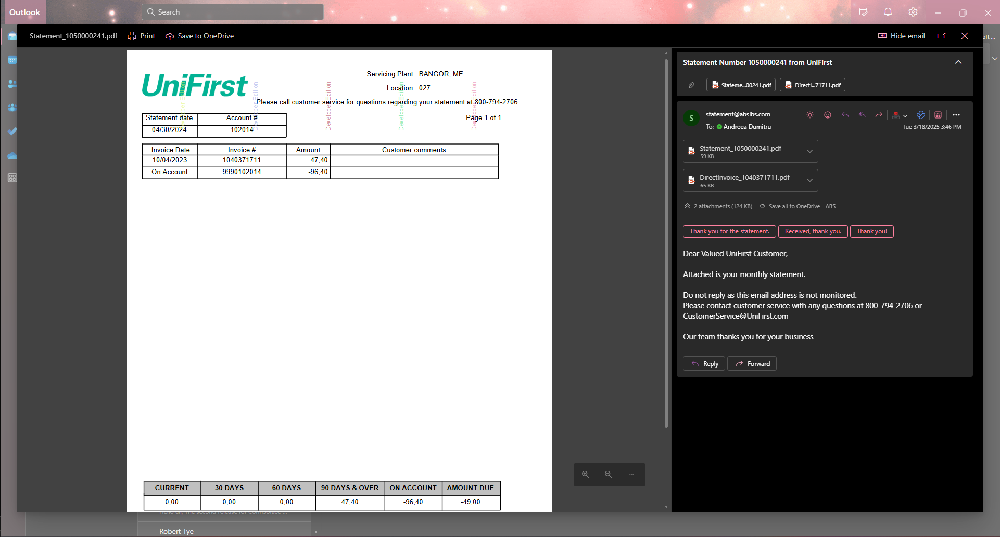 Outlook
Search
Statement_1050000241.pdf
Print
Save to OneDrive
Hide email
oft ...
UniFirst
Servicing Plant BANGOR, ME
Location 027
Please call customer service for questions regarding your statement at 800-794-2706
Page 1 of 1
Developer Edition
Developer Edition
Developer Edition
Developer Edition
Developer Edition
Statement date Account #
04/30/2024 102014
Invoice Date Invoice # Amount Customer comments
10/04/2023 1040371711 47,40
On Account 9990102014 -96,40
CURRENT 30 DAYS 60 DAYS 90 DAYS & OVER ON ACCOUNT AMOUNT DUE
0,00 0,00 0,00 47,40 -96,40 -49,00
Statement Number 1050000241 from UniFirst
Stateme...00241.pdf
DirectI...71711.pdf
S
statement@abslbs.com
To: Andreea Dumitru
Tue 3/18/2025 3:46 PM
Statement_1050000241.pdf
59 KB
DirectInvoice_1040371711.pdf
65 KB
2 attachments (124 KB)
Save all to OneDrive - ABS
Thank you for the statement.
Received, thank you.
Thank you!
Dear Valued UniFirst Customer,
Attached is your monthly statement.
Do not reply as this email address is not monitored.
Please contact customer service with any questions at 800-794-2706 or
CustomerService@UniFirst.com
Our team thanks you for your business
Reply
Forward
Robert Tye